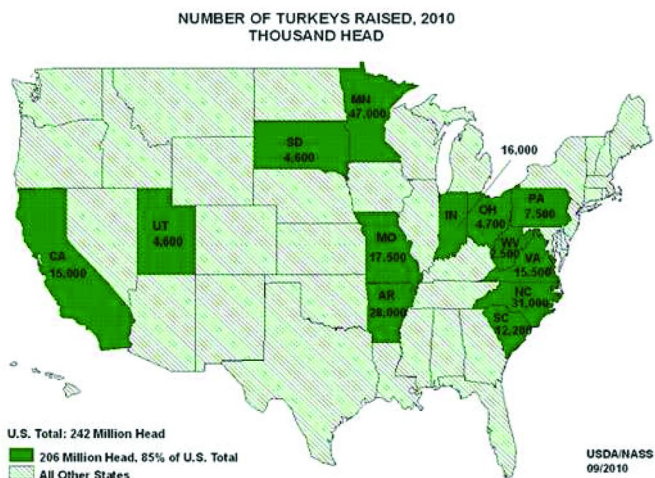 NUMBER OF TURKEYS RAISED, 2010
THOUSAND HEAD
MN
47,000
SD
4,600
16,000
UT
4,600
CA
15,000
MO
17,500
AR
28,000
IN
OH
4,700
PA
7,500
WV
2,500
VA
15,500
NC
31,000
SC
12,200
U.S. Total: 242 Million Head
206 Million Head, 85% of U.S. Total
All Other States
USDA/NASS
09/2010